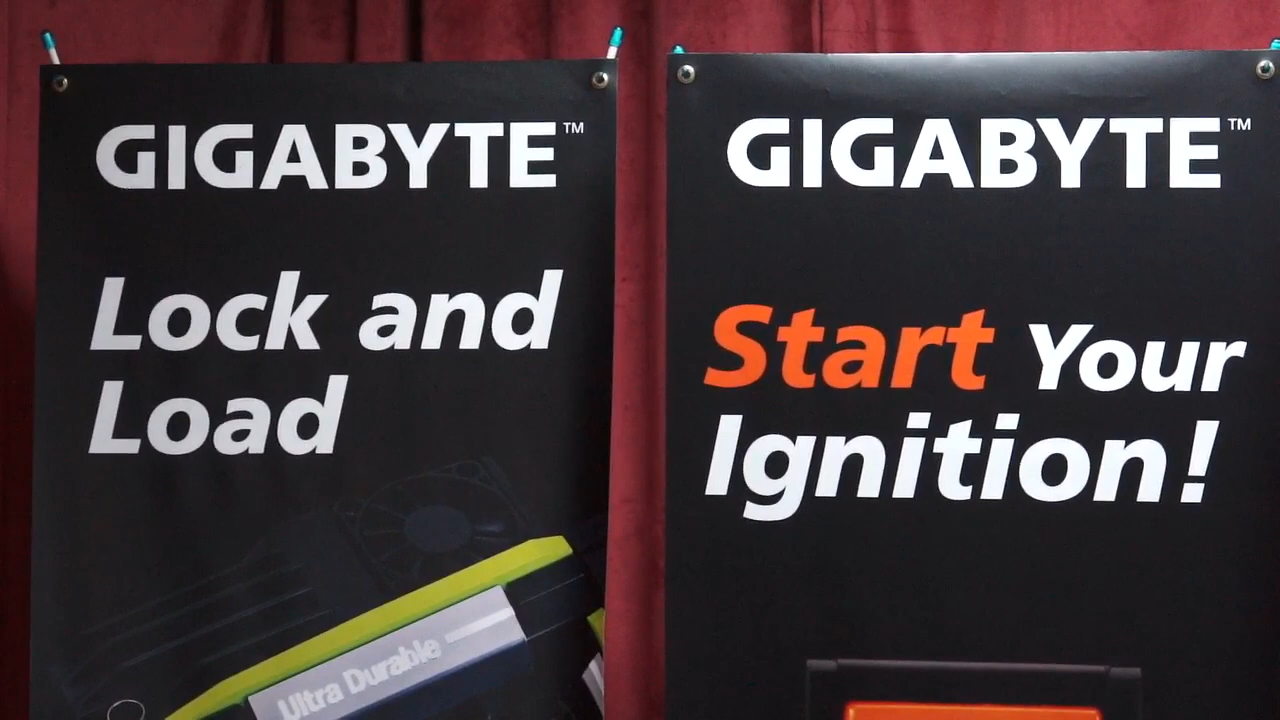 GIGABYTE™
Lock and
Load
Ultra Durable
GIGABYTE™
Start Your
Ignition!